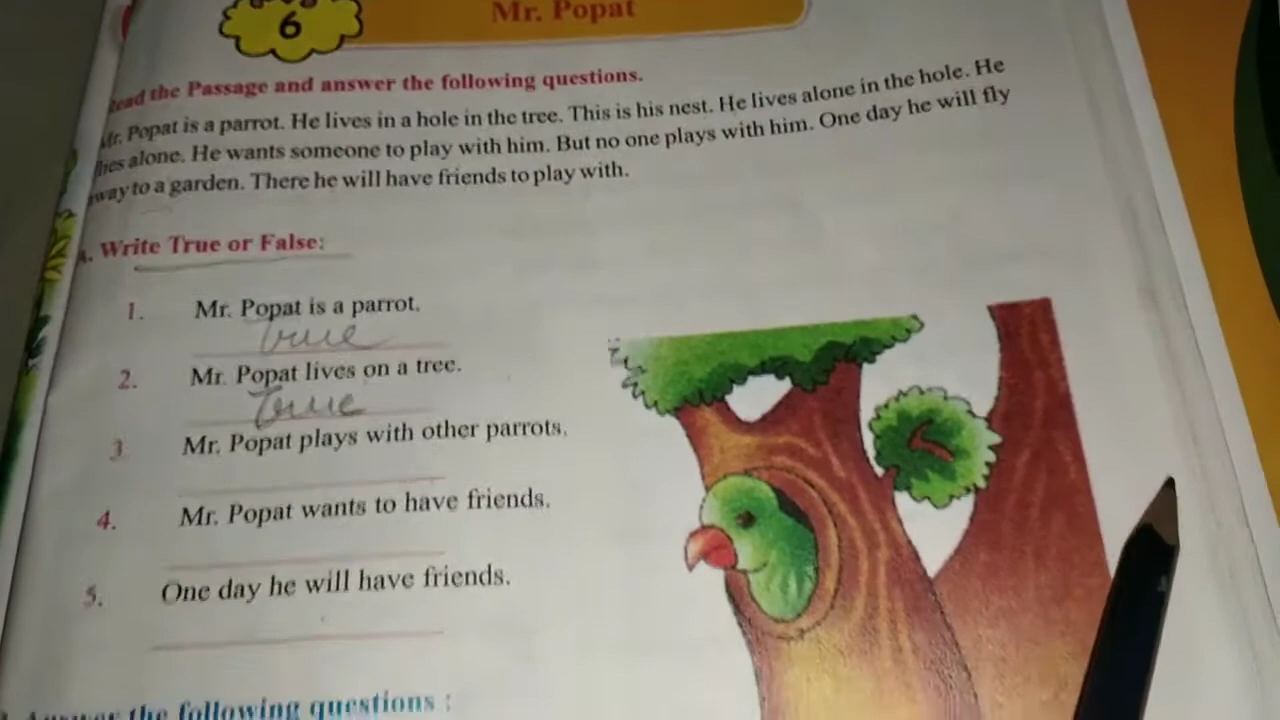 6
Mr. Popat
Read the Passage and answer the following questions.
Mr. Popat is a parrot. He lives in a hole in the tree. This is his nest. He lives alone in the hole. He
flies alone. He wants someone to play with him. But no one plays with him. One day he will fly
away to a garden. There he will have friends to play with.
A. Write True or False:
1. Mr. Popat is a parrot.
True
2. Mr. Popat lives on a tree.
True
3. Mr. Popat plays with other parrots.
4. Mr. Popat wants to have friends.
5. One day he will have friends.
Answer the following questions :